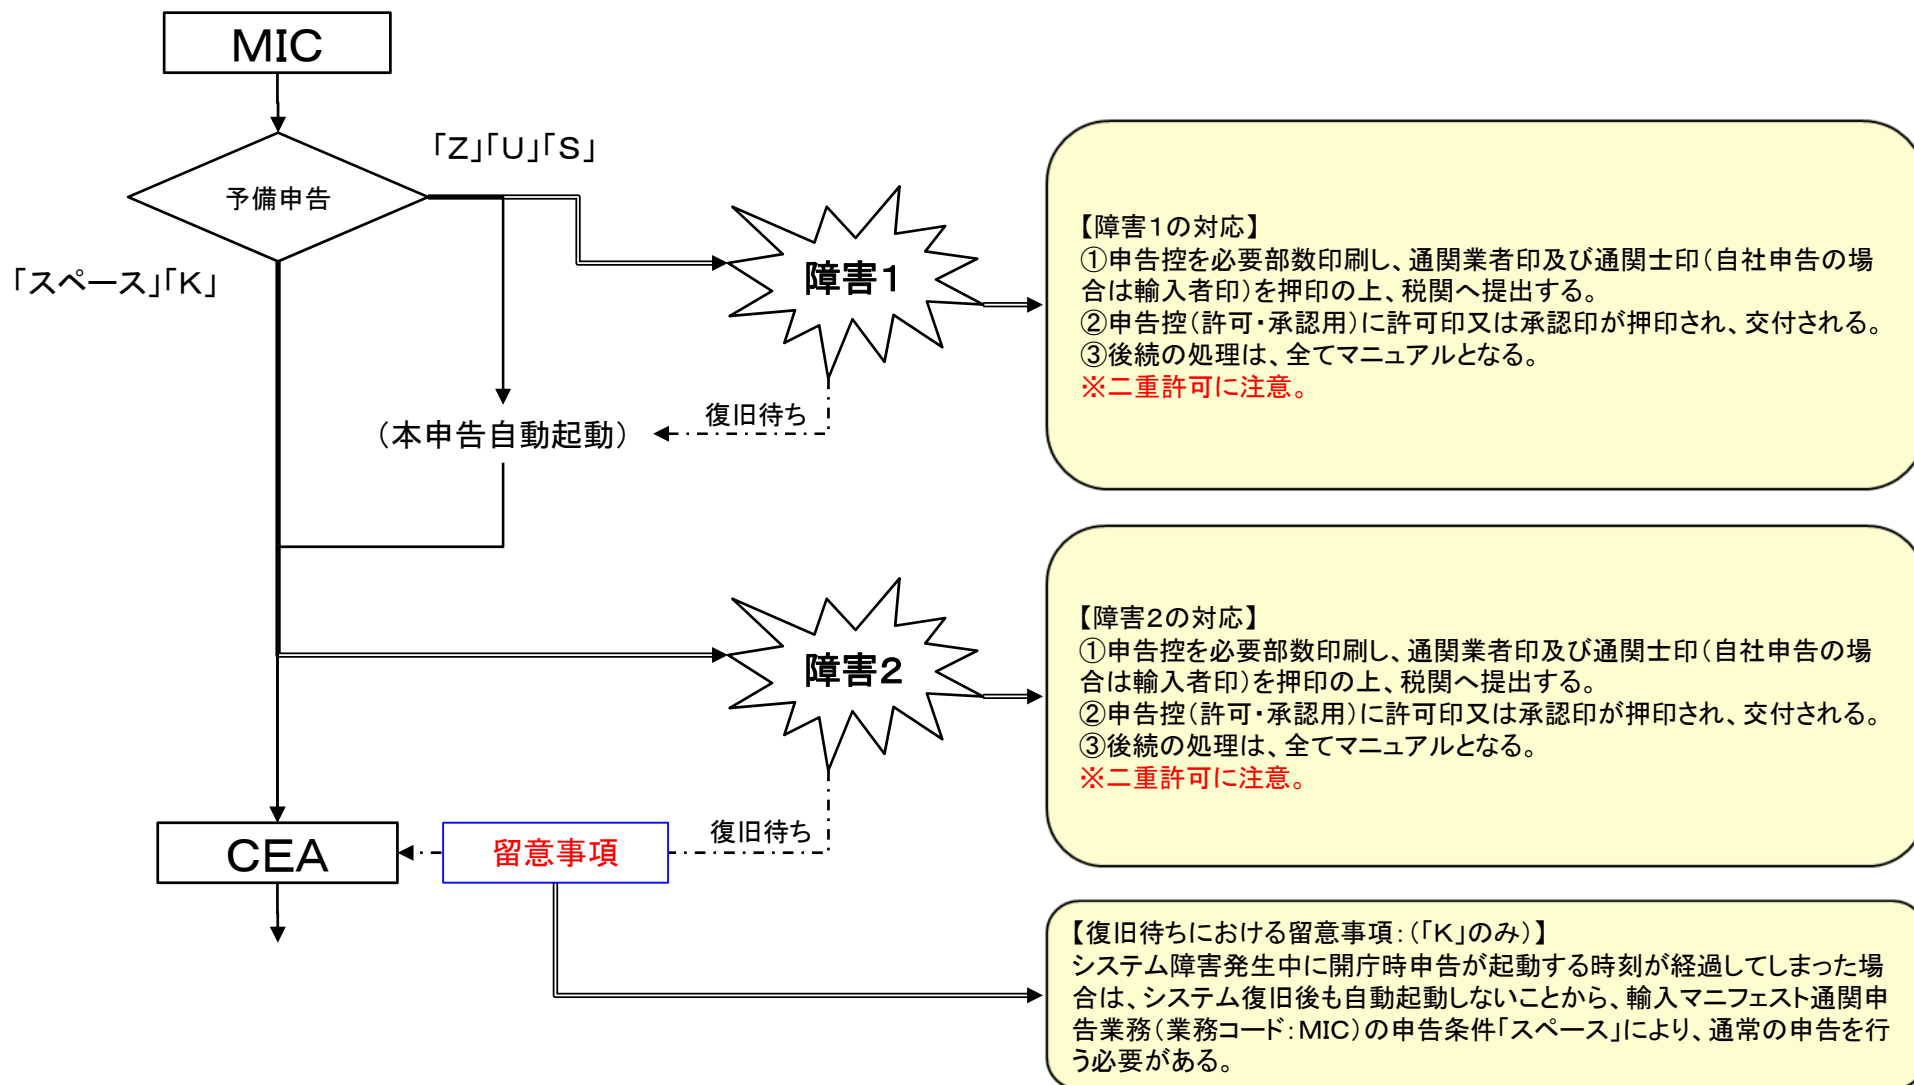 MIC
「Z」「U」「S」
予備申告
「スペース」「K」
障害1
【障害1の対応】
①申告控を必要部数印刷し、通関業者印及び通関士印(自社申告の場
合は輸入者印)を押印の上、税関へ提出する。
②申告控(許可・承認用)に許可印又は承認印が押印され、交付される。
③後続の処理は、全てマニュアルとなる。
※二重許可に注意。
復旧待ち
(本申告自動起動)
障害2
【障害2の対応】
①申告控を必要部数印刷し、通関業者印及び通関士印(自社申告の場
合は輸入者印)を押印の上、税関へ提出する。
②申告控(許可・承認用)に許可印又は承認印が押印され、交付される。
③後続の処理は、全てマニュアルとなる。
※二重許可に注意。
復旧待ち
CEA
留意事項
【復旧待ちにおける留意事項:(「K」のみ)】
システム障害発生中に開庁時申告が起動する時刻が経過してしまった場
合は、システム復旧後も自動起動しないことから、輸入マニフェスト通関申
告業務(業務コード:MIC)の申告条件「スペース」により、通常の申告を行
う必要がある。